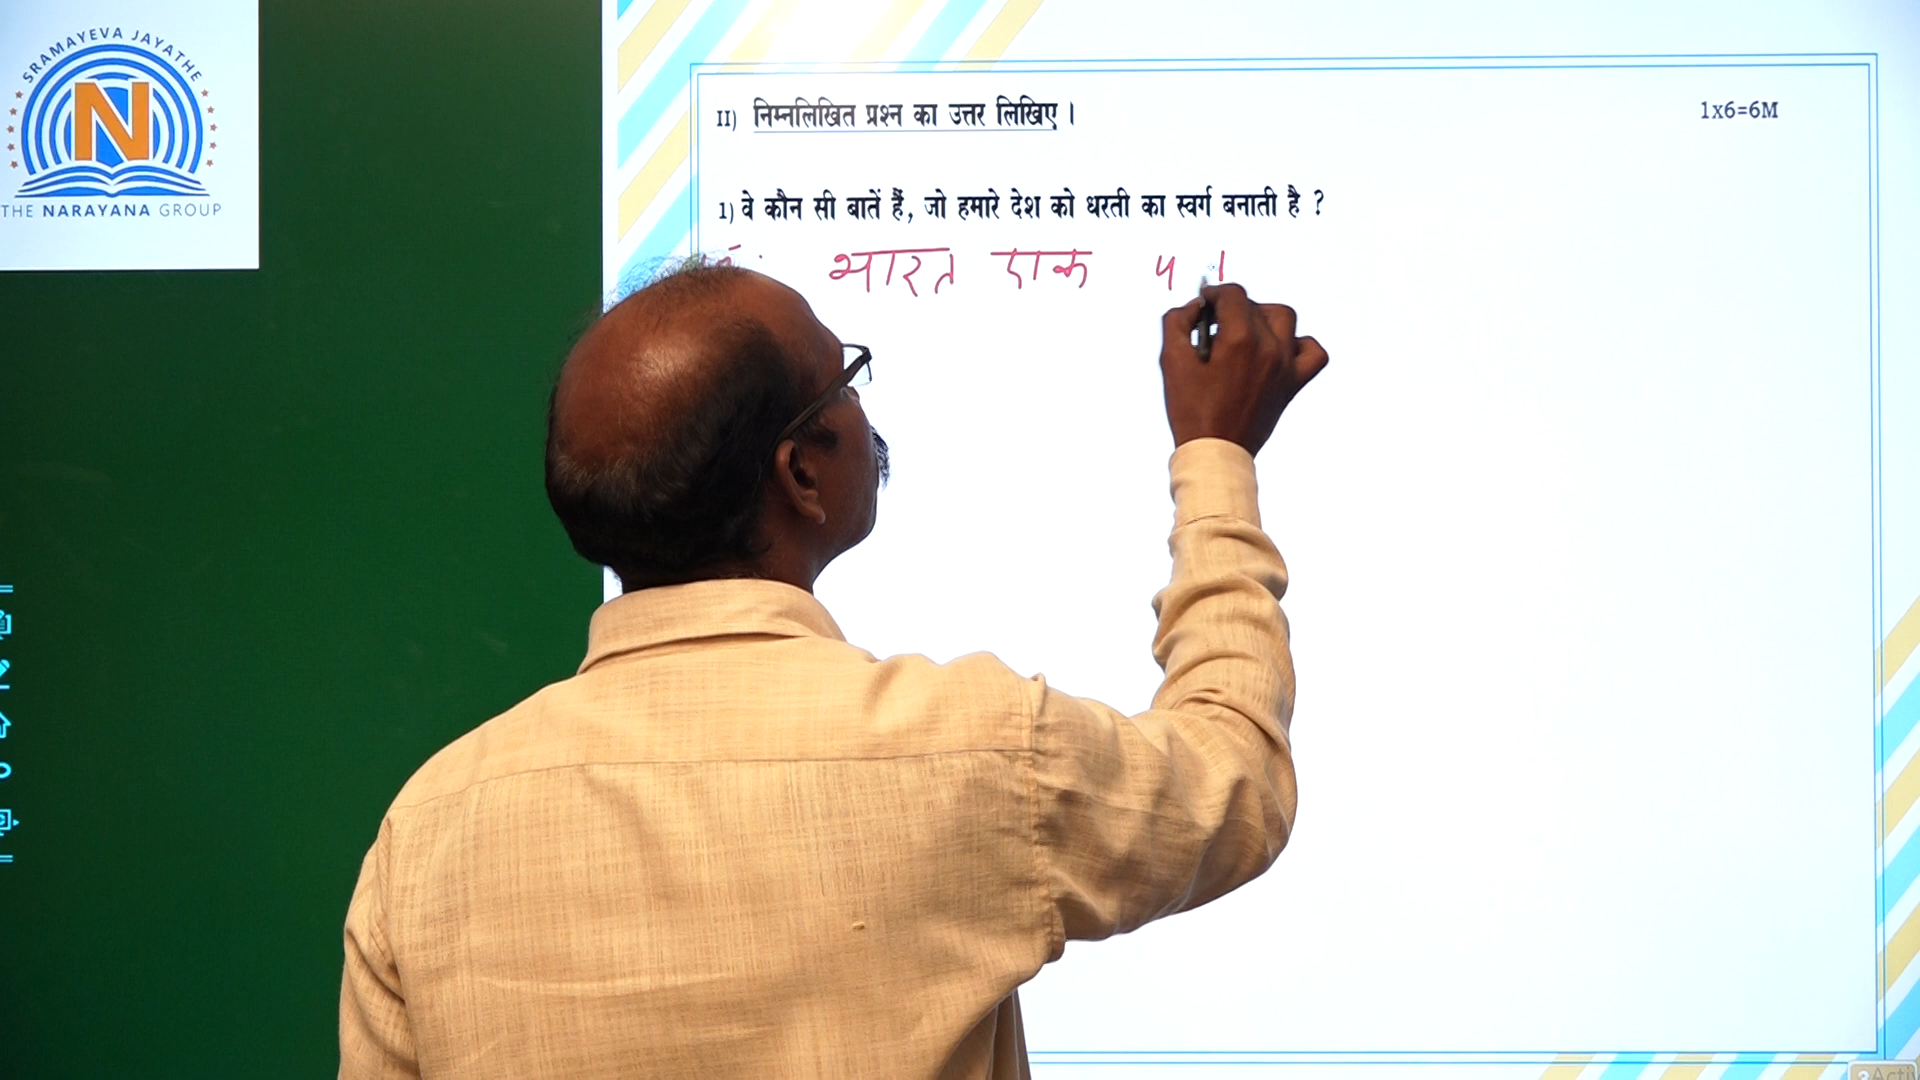 SRAMAYEVA JAYATHE
N
THE NARAYANA GROUP
II) निम्नलिखित प्रश्न का उत्तर लिखिए । 1x6=6M
1) वे कौन सी बातें हैं, जो हमारे देश को धरती का स्वर्ग बनाती है ?
भारत एक